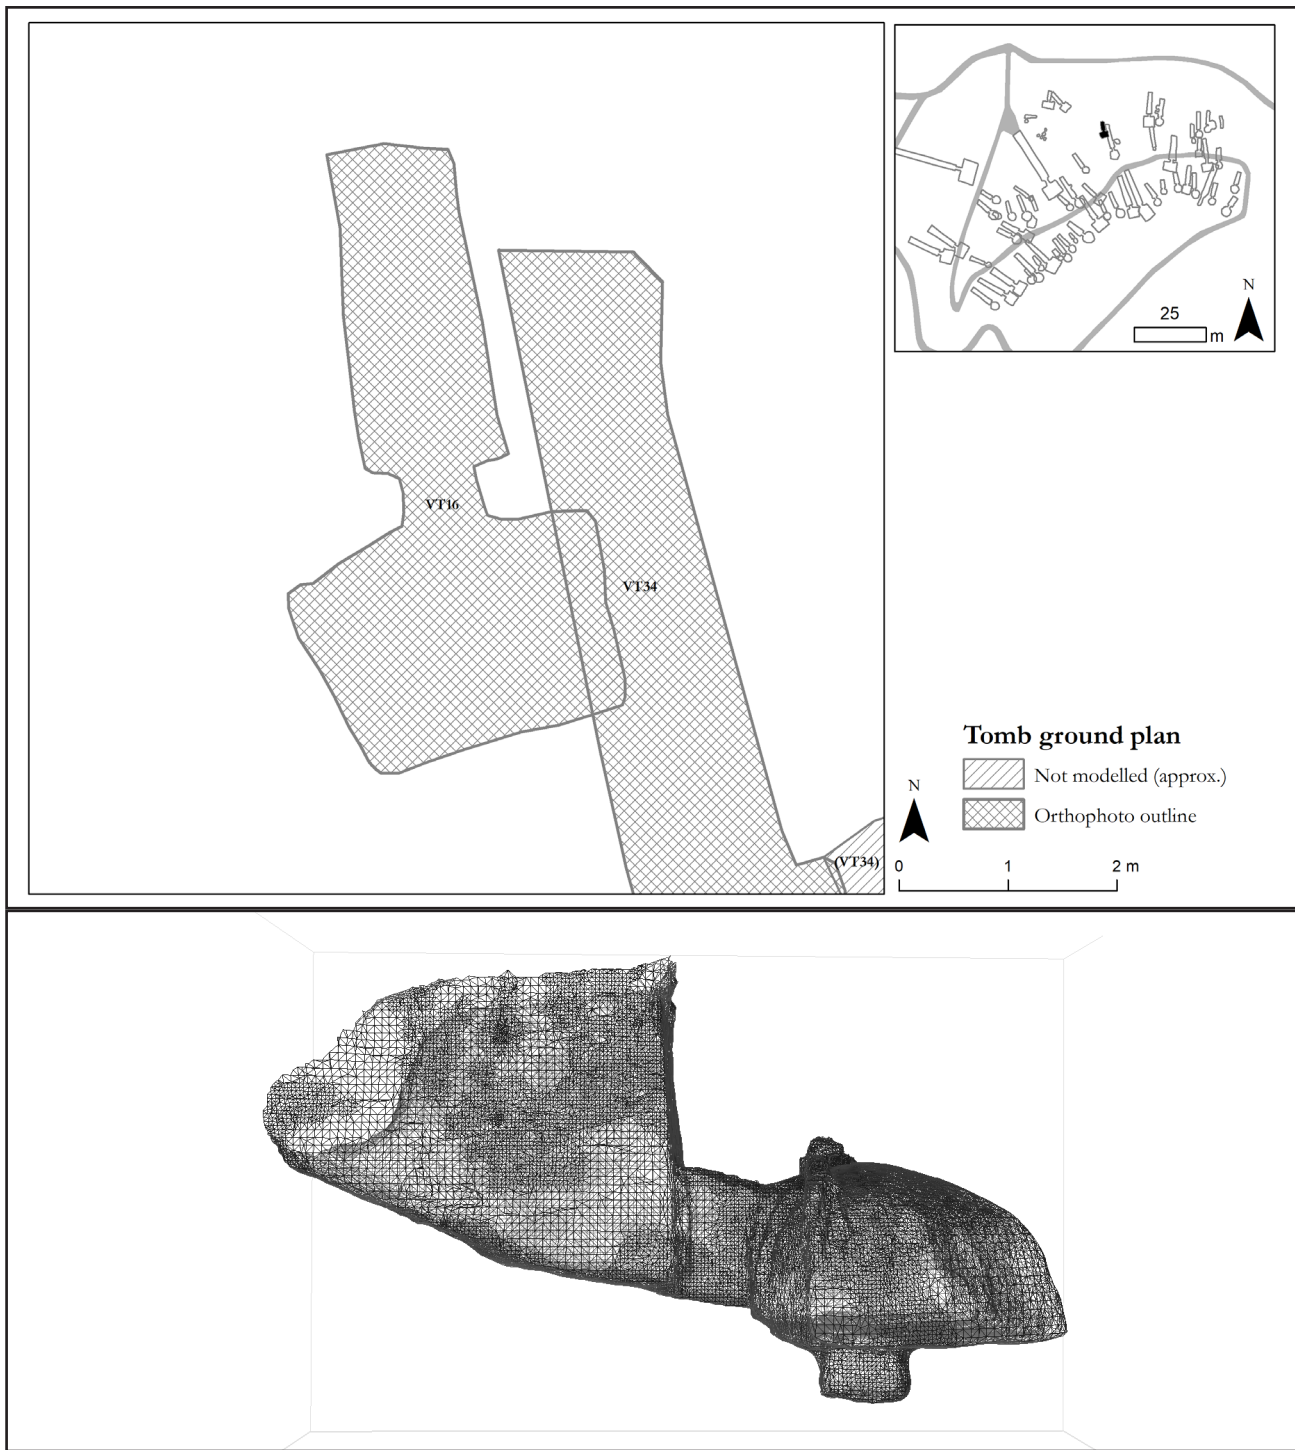 VT16
VT34
(VT34)
N
25
m
Tomb ground plan
Not modelled (approx.)
Orthophoto outline
N
0 1 2 m